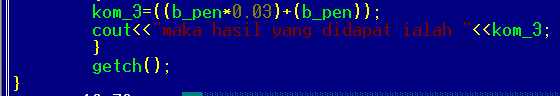 kom_3=((b_pen*0.03)+(b_pen));
cout<<"maka hasil yang didapat ialah "<<kom_3;
}
getch();
}